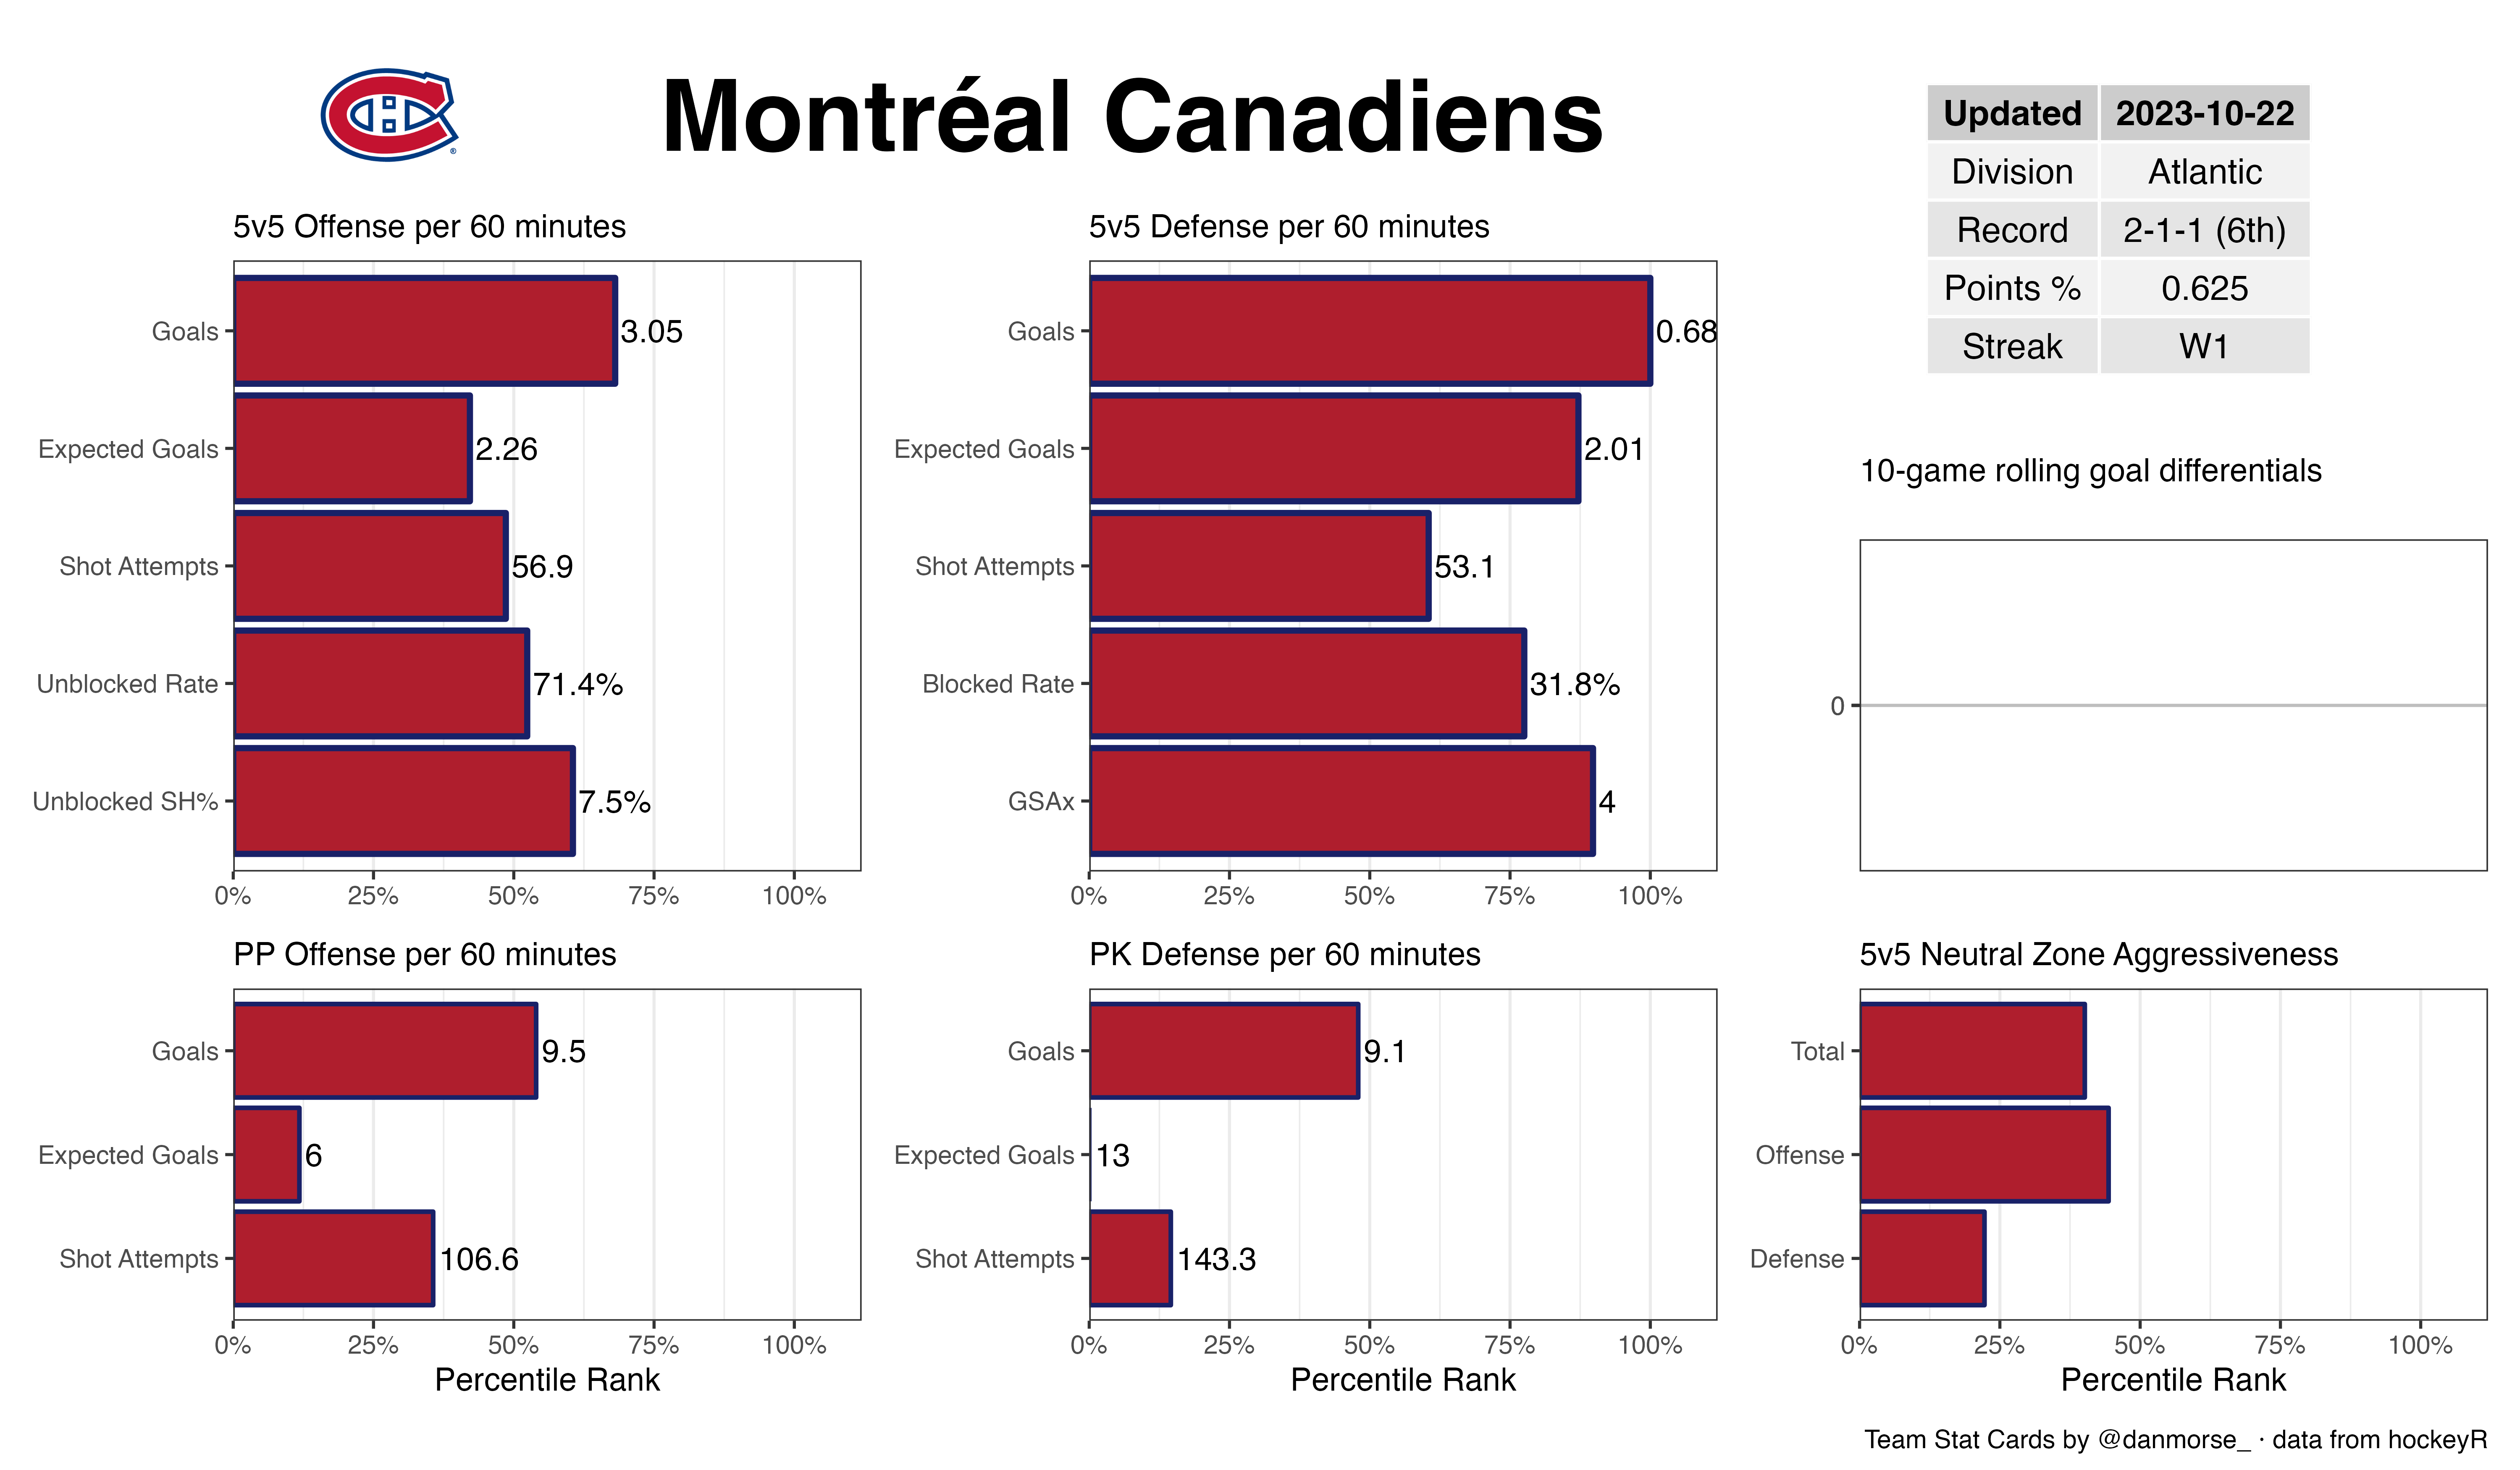 Montréal Canadiens
Updated 2023-10-22
Division Atlantic
Record 2-1-1 (6th)
Points % 0.625
Streak W1
5v5 Offense per 60 minutes
Goals 3.05
Expected Goals 2.26
Shot Attempts 56.9
Unblocked Rate 71.4%
Unblocked SH% 7.5%
0% 25% 50% 75% 100%
5v5 Defense per 60 minutes
Goals 0.68
Expected Goals 2.01
Shot Attempts 53.1
Blocked Rate 31.8%
GSAx 4
0% 25% 50% 75% 100%
10-game rolling goal differentials
0
PP Offense per 60 minutes
Goals 9.5
Expected Goals 6
Shot Attempts 106.6
0% 25% 50% 75% 100%
Percentile Rank
PK Defense per 60 minutes
Goals 9.1
Expected Goals 13
Shot Attempts 143.3
0% 25% 50% 75% 100%
Percentile Rank
5v5 Neutral Zone Aggressiveness
Total
Offense
Defense
0% 25% 50% 75% 100%
Percentile Rank
Team Stat Cards by @danmorse_ · data from hockeyR